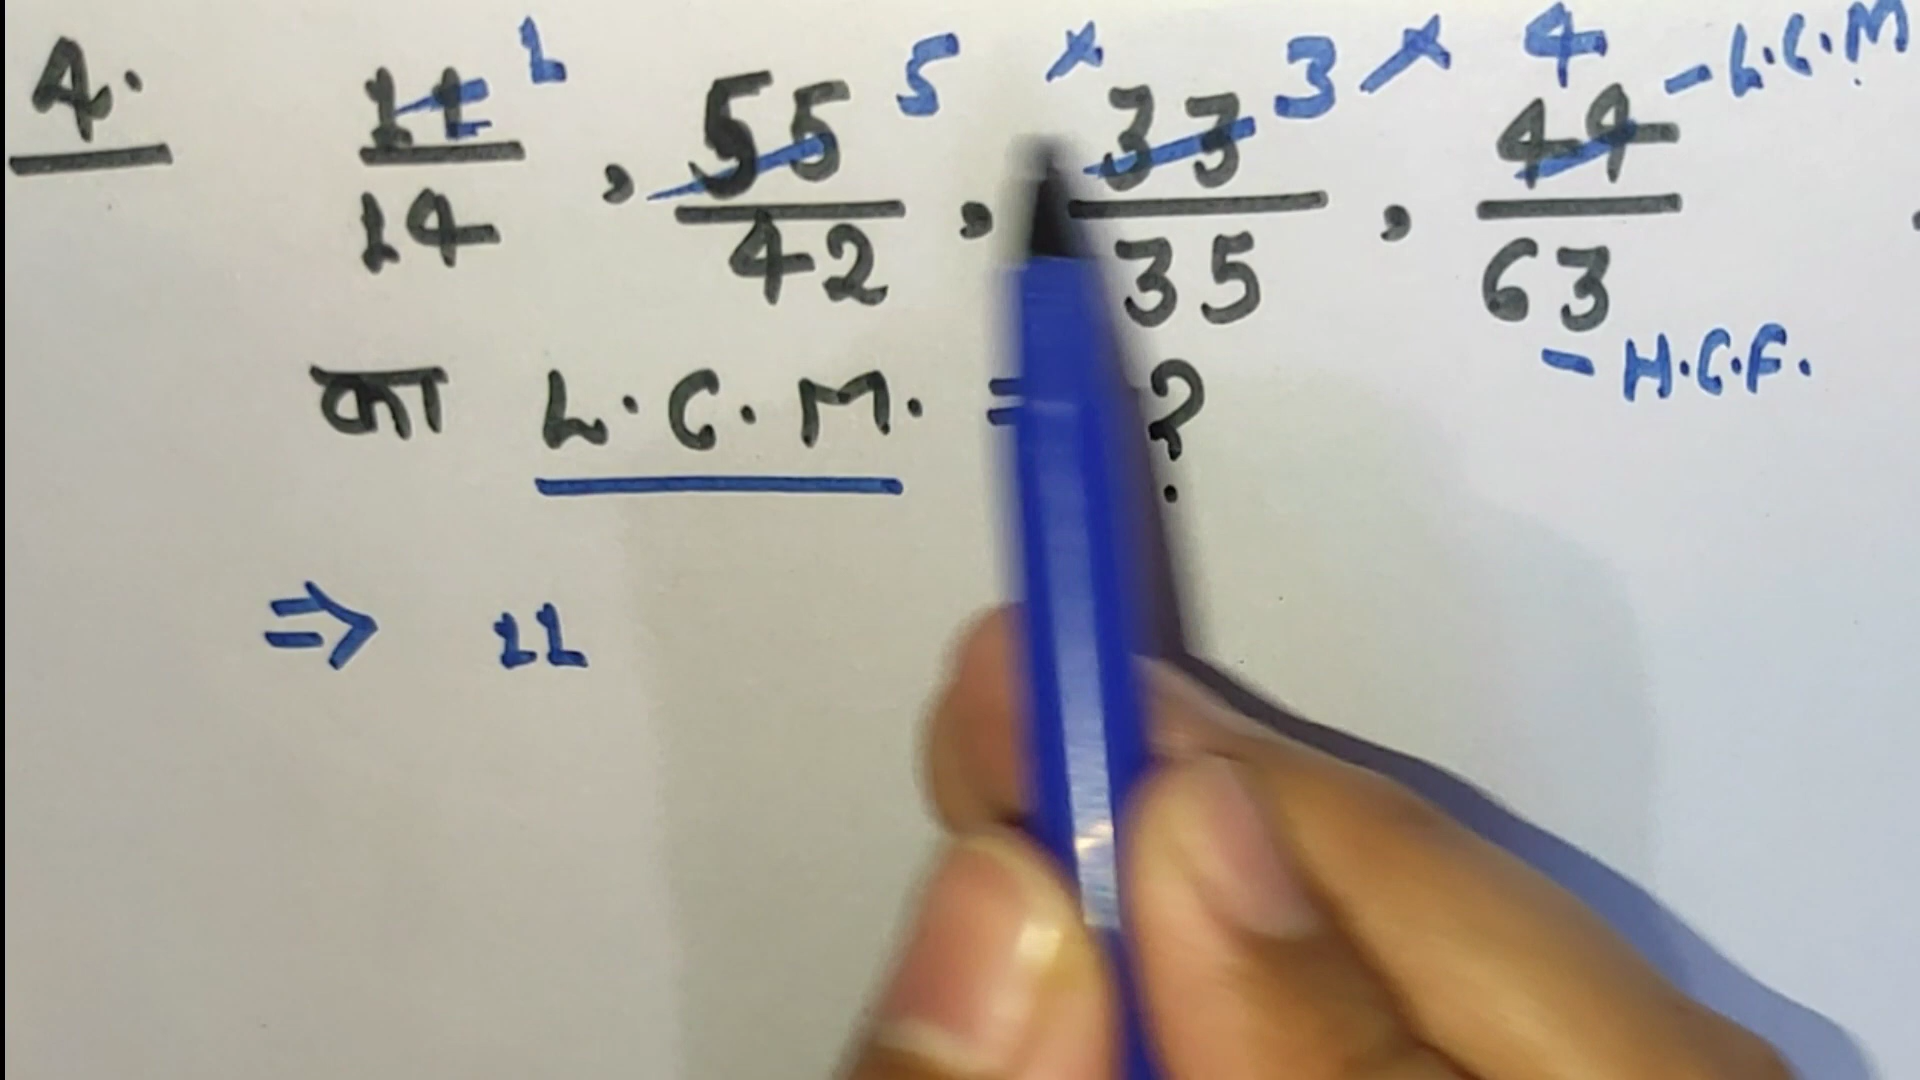 4. 11/14 , 55/42 , 33/35 , 44/63
1 5 × 3 × 4 - L.C.M
- H.C.F.
का L.C.M. = ?
⇒ 11